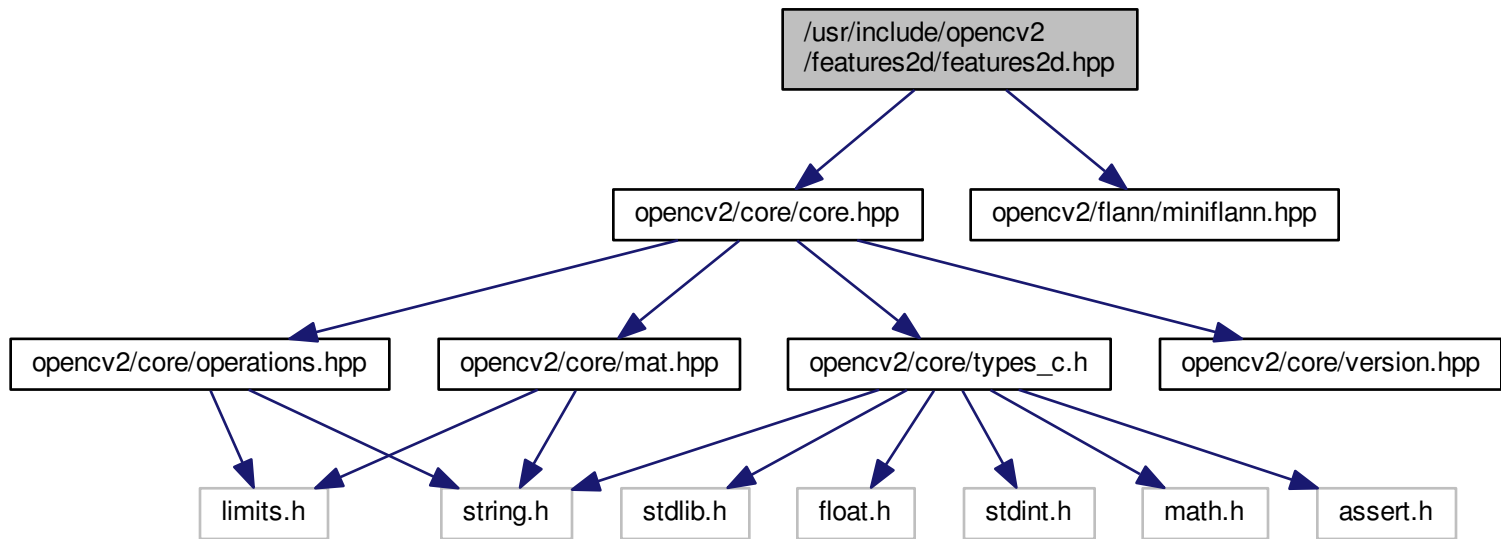 /usr/include/opencv2
/features2d/features2d.hpp
opencv2/core/core.hpp
opencv2/flann/miniflann.hpp
opencv2/core/operations.hpp
opencv2/core/mat.hpp
opencv2/core/types_c.h
opencv2/core/version.hpp
limits.h
string.h
stdlib.h
float.h
stdint.h
math.h
assert.h